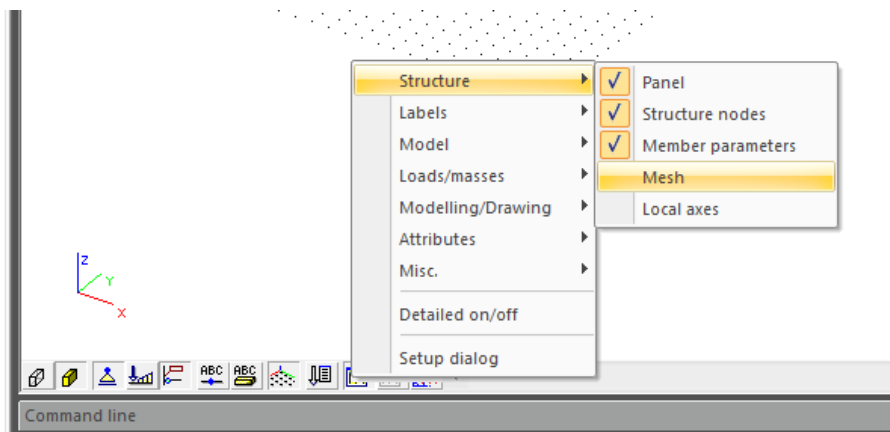 Structure
Labels
Model
Loads/masses
Modelling/Drawing
Attributes
Misc.
Detailed on/off
Setup dialog
Panel
Structure nodes
Member parameters
Mesh
Local axes
Z
Y
X
ABC
ABC
Command line